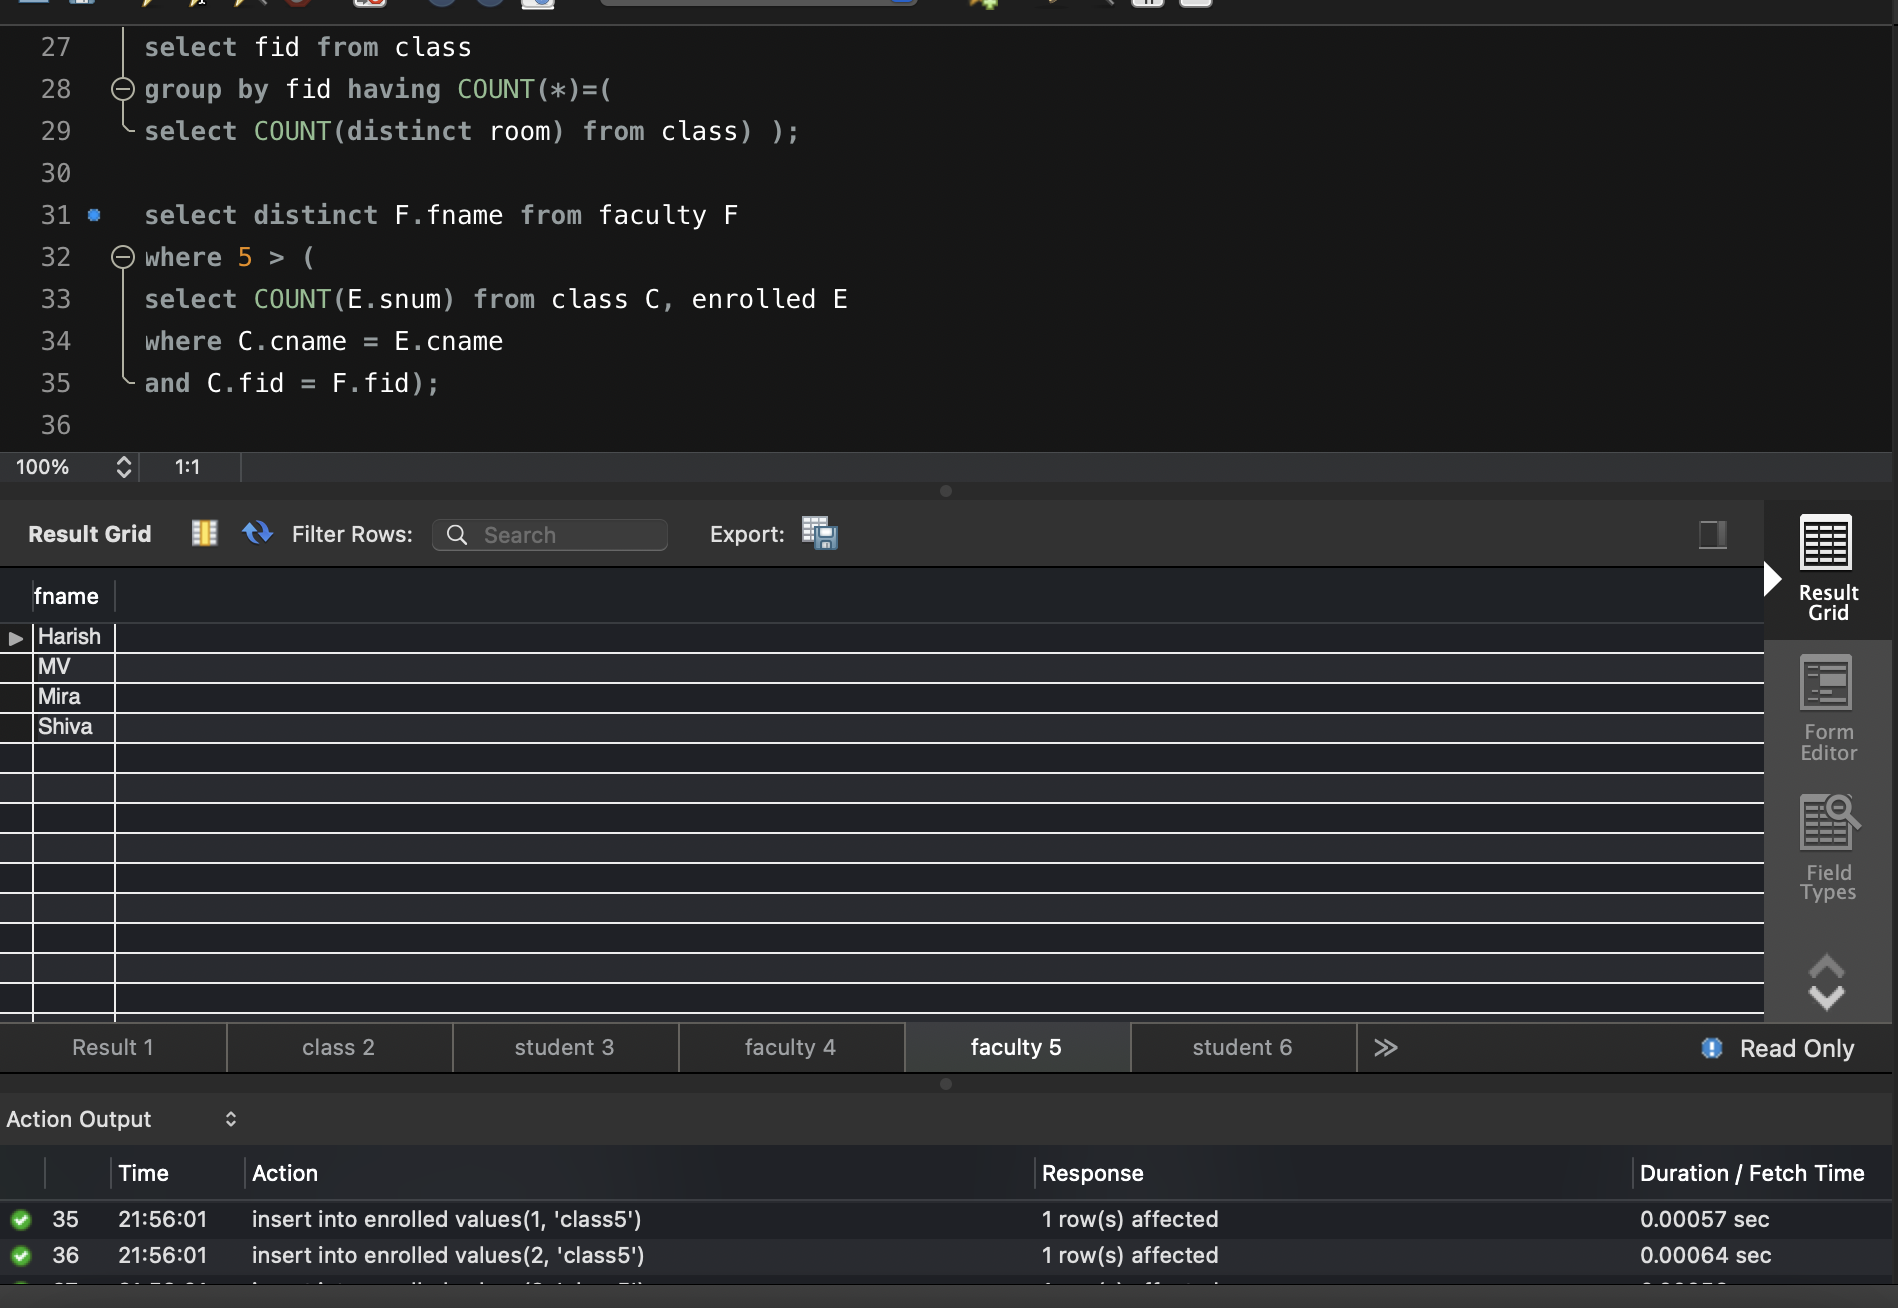 27 select fid from class
28 group by fid having COUNT(*)=(
29 select COUNT(distinct room) from class) );
30
31 select distinct F.fname from faculty F
32 where 5 > (
33 select COUNT(E.snum) from class C, enrolled E
34 where C.cname = E.cname
35 and C.fid = F.fid);
36
100% 1:1
Result Grid Filter Rows: Search Export:
Result Grid
fname
Harish
MV
Mira
Shiva
Form Editor
Field Types
Result 1 class 2 student 3 faculty 4 faculty 5 student 6 Read Only
Action Output
Time Action Response Duration / Fetch Time
35 21:56:01 insert into enrolled values(1, 'class5') 1 row(s) affected 0.00057 sec
36 21:56:01 insert into enrolled values(2, 'class5') 1 row(s) affected 0.00064 sec